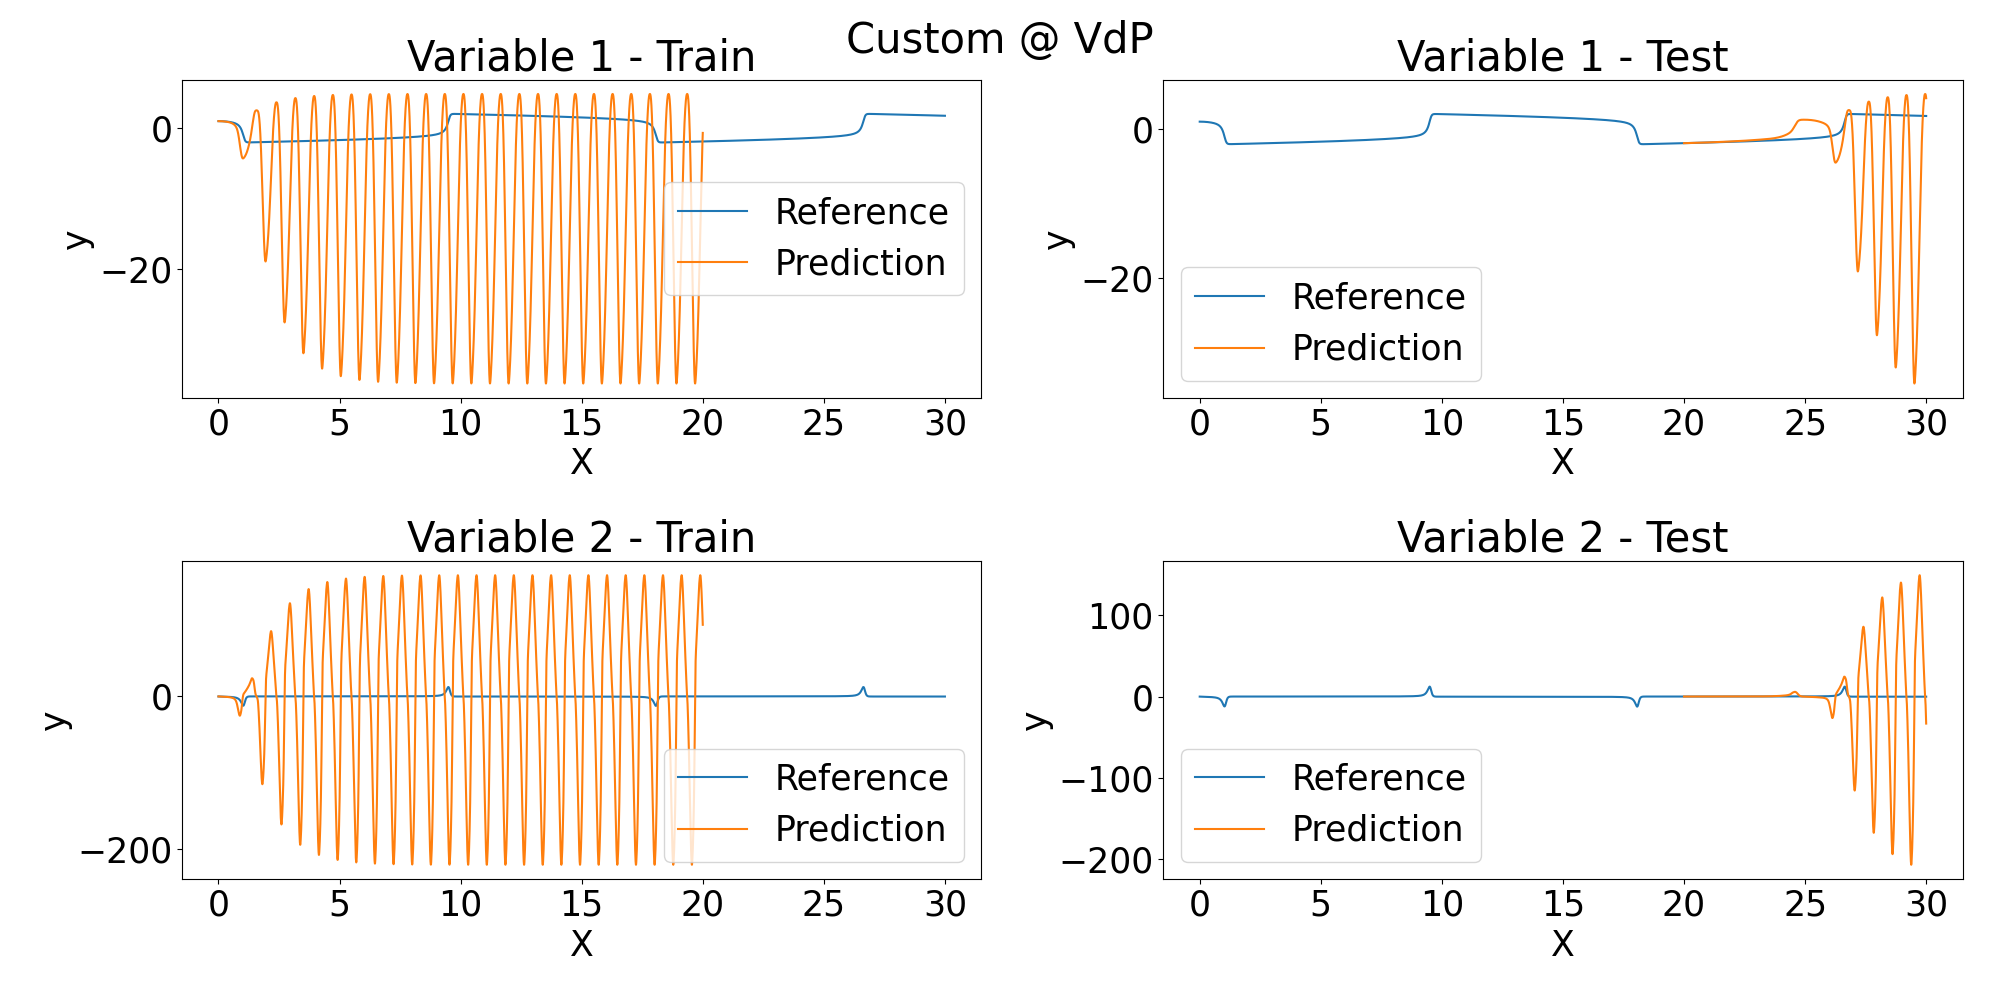 Custom @ VdP
Variable 1 - Train
0
−20
y
0 5 10 15 20 25 30
X
Reference
Prediction
Variable 1 - Test
0
−20
y
0 5 10 15 20 25 30
X
Reference
Prediction
Variable 2 - Train
0
−200
y
0 5 10 15 20 25 30
X
Reference
Prediction
Variable 2 - Test
100
0
−100
−200
y
0 5 10 15 20 25 30
X
Reference
Prediction